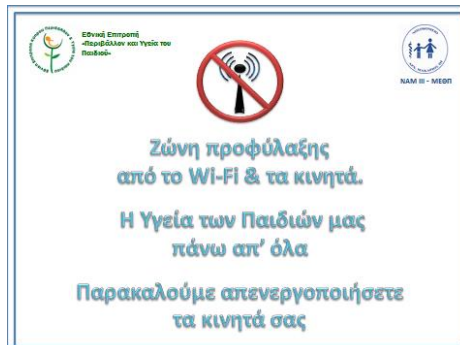 Εθνική Επιτροπή
«Περιβάλλον και Υγεία του
Παιδιού»
ΝΑΜ ΙΙΙ - ΜΕΘΠ
Ζώνη προφύλαξης
από το Wi-Fi & τα κινητά.
Η Υγεία των Παιδιών μας
πάνω απ’ όλα
Παρακαλούμε απενεργοποιήσετε
τα κινητά σας